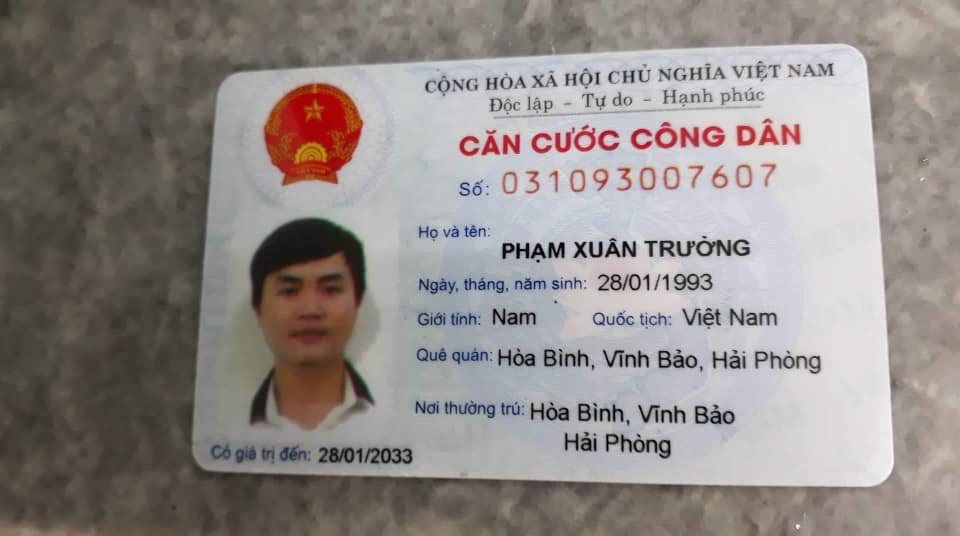 CỘNG HÒA XÃ HỘI CHỦ NGHĨA VIỆT NAM
Độc lập - Tự do - Hạnh phúc
CĂN CƯỚC CÔNG DÂN
Số: 031093007607
Họ và tên:
PHẠM XUÂN TRƯỜNG
Ngày, tháng, năm sinh: 28/01/1993
Giới tính: Nam Quốc tịch: Việt Nam
Quê quán: Hòa Bình, Vĩnh Bảo, Hải Phòng
Nơi thường trú: Hòa Bình, Vĩnh Bảo
Hải Phòng
Có giá trị đến: 28/01/2033